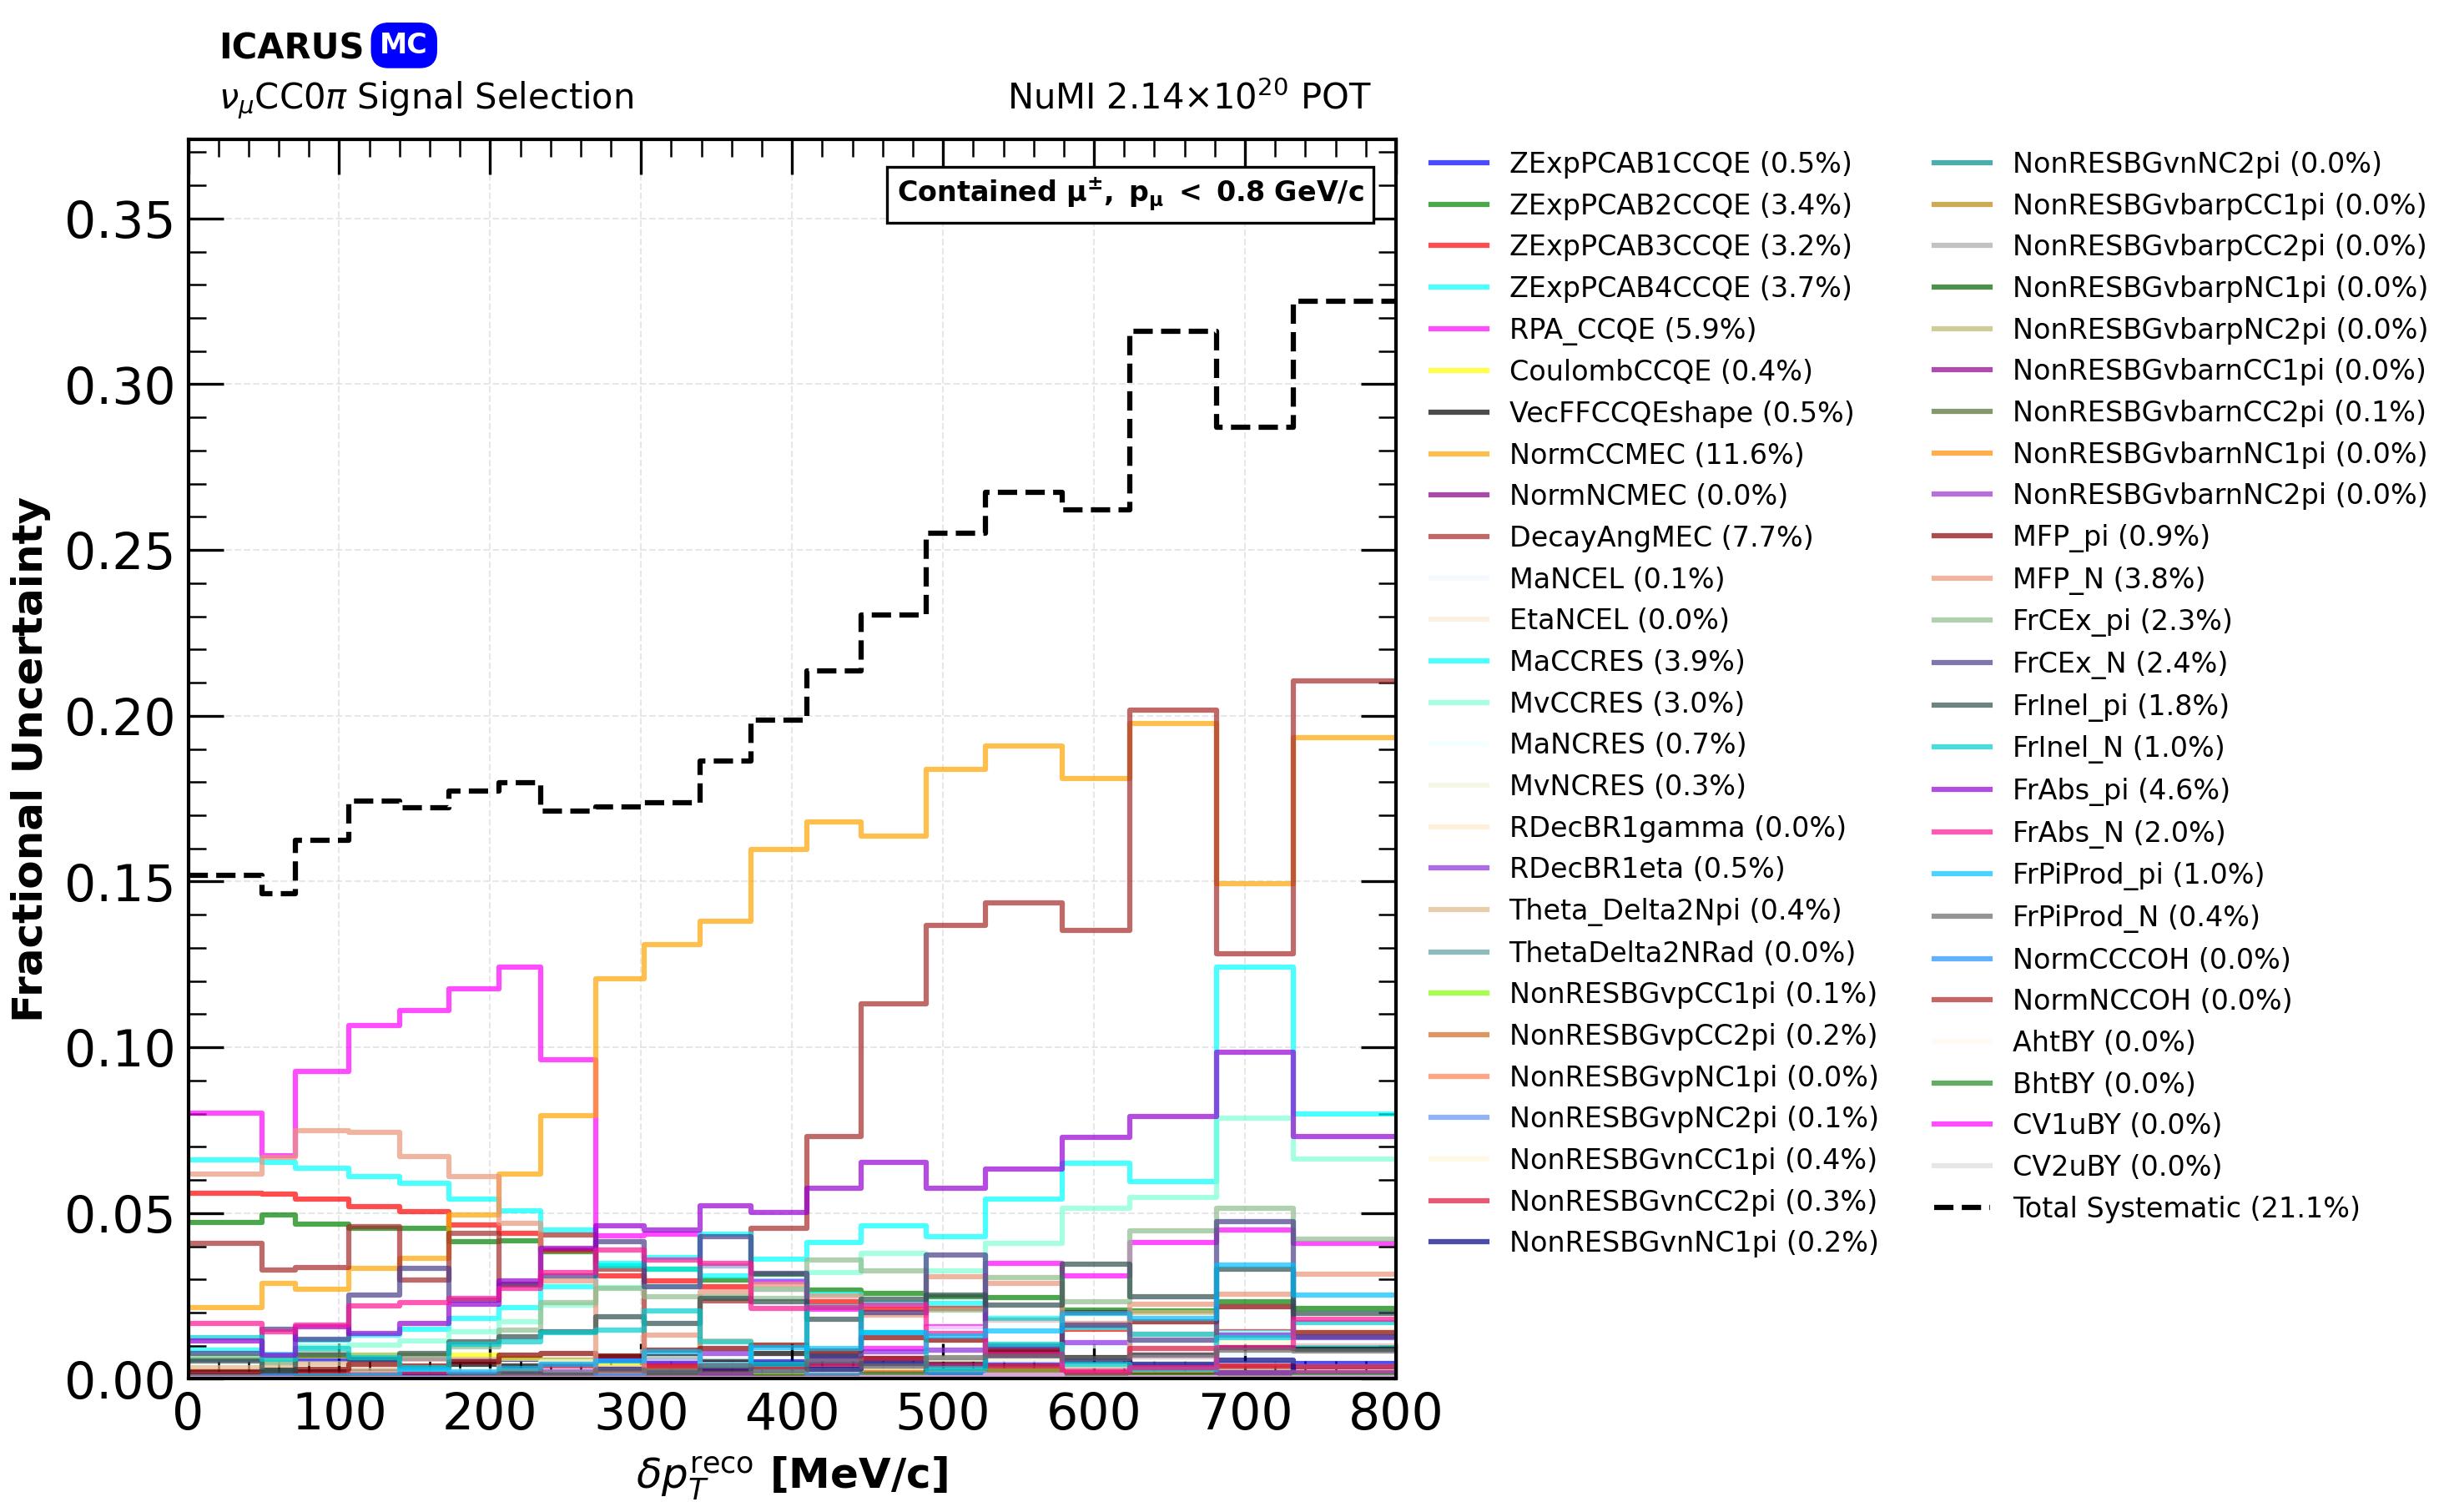 ICARUS MC
νμCC0π Signal Selection
NuMI 2.14×10²⁰ POT
Contained μ±, pμ < 0.8 GeV/c
Fractional Uncertainty
0.35
0.30
0.25
0.20
0.15
0.10
0.05
0.00
0 100 200 300 400 500 600 700 800
δp_T^reco [MeV/c]
ZExpPCAB1CCQE (0.5%)
ZExpPCAB2CCQE (3.4%)
ZExpPCAB3CCQE (3.2%)
ZExpPCAB4CCQE (3.7%)
RPA_CCQE (5.9%)
CoulombCCQE (0.4%)
VecFFCCQEshape (0.5%)
NormCCMEC (11.6%)
NormNCMEC (0.0%)
DecayAngMEC (7.7%)
MaNCEL (0.1%)
EtaNCEL (0.0%)
MaCCRES (3.9%)
MvCCRES (3.0%)
MaNCRES (0.7%)
MvNCRES (0.3%)
RDecBR1gamma (0.0%)
RDecBR1eta (0.5%)
Theta_Delta2Npi (0.4%)
ThetaDelta2NRad (0.0%)
NonRESBGvpCC1pi (0.1%)
NonRESBGvpCC2pi (0.2%)
NonRESBGvpNC1pi (0.0%)
NonRESBGvpNC2pi (0.1%)
NonRESBGvnCC1pi (0.4%)
NonRESBGvnCC2pi (0.3%)
NonRESBGvnNC1pi (0.2%)
NonRESBGvnNC2pi (0.0%)
NonRESBGvbarpCC1pi (0.0%)
NonRESBGvbarpCC2pi (0.0%)
NonRESBGvbarpNC1pi (0.0%)
NonRESBGvbarpNC2pi (0.0%)
NonRESBGvbarnCC1pi (0.0%)
NonRESBGvbarnCC2pi (0.1%)
NonRESBGvbarnNC1pi (0.0%)
NonRESBGvbarnNC2pi (0.0%)
MFP_pi (0.9%)
MFP_N (3.8%)
FrCEx_pi (2.3%)
FrCEx_N (2.4%)
FrInel_pi (1.8%)
FrInel_N (1.0%)
FrAbs_pi (4.6%)
FrAbs_N (2.0%)
FrPiProd_pi (1.0%)
FrPiProd_N (0.4%)
NormCCCOH (0.0%)
NormNCCOH (0.0%)
AhtBY (0.0%)
BhtBY (0.0%)
CV1uBY (0.0%)
CV2uBY (0.0%)
Total Systematic (21.1%)